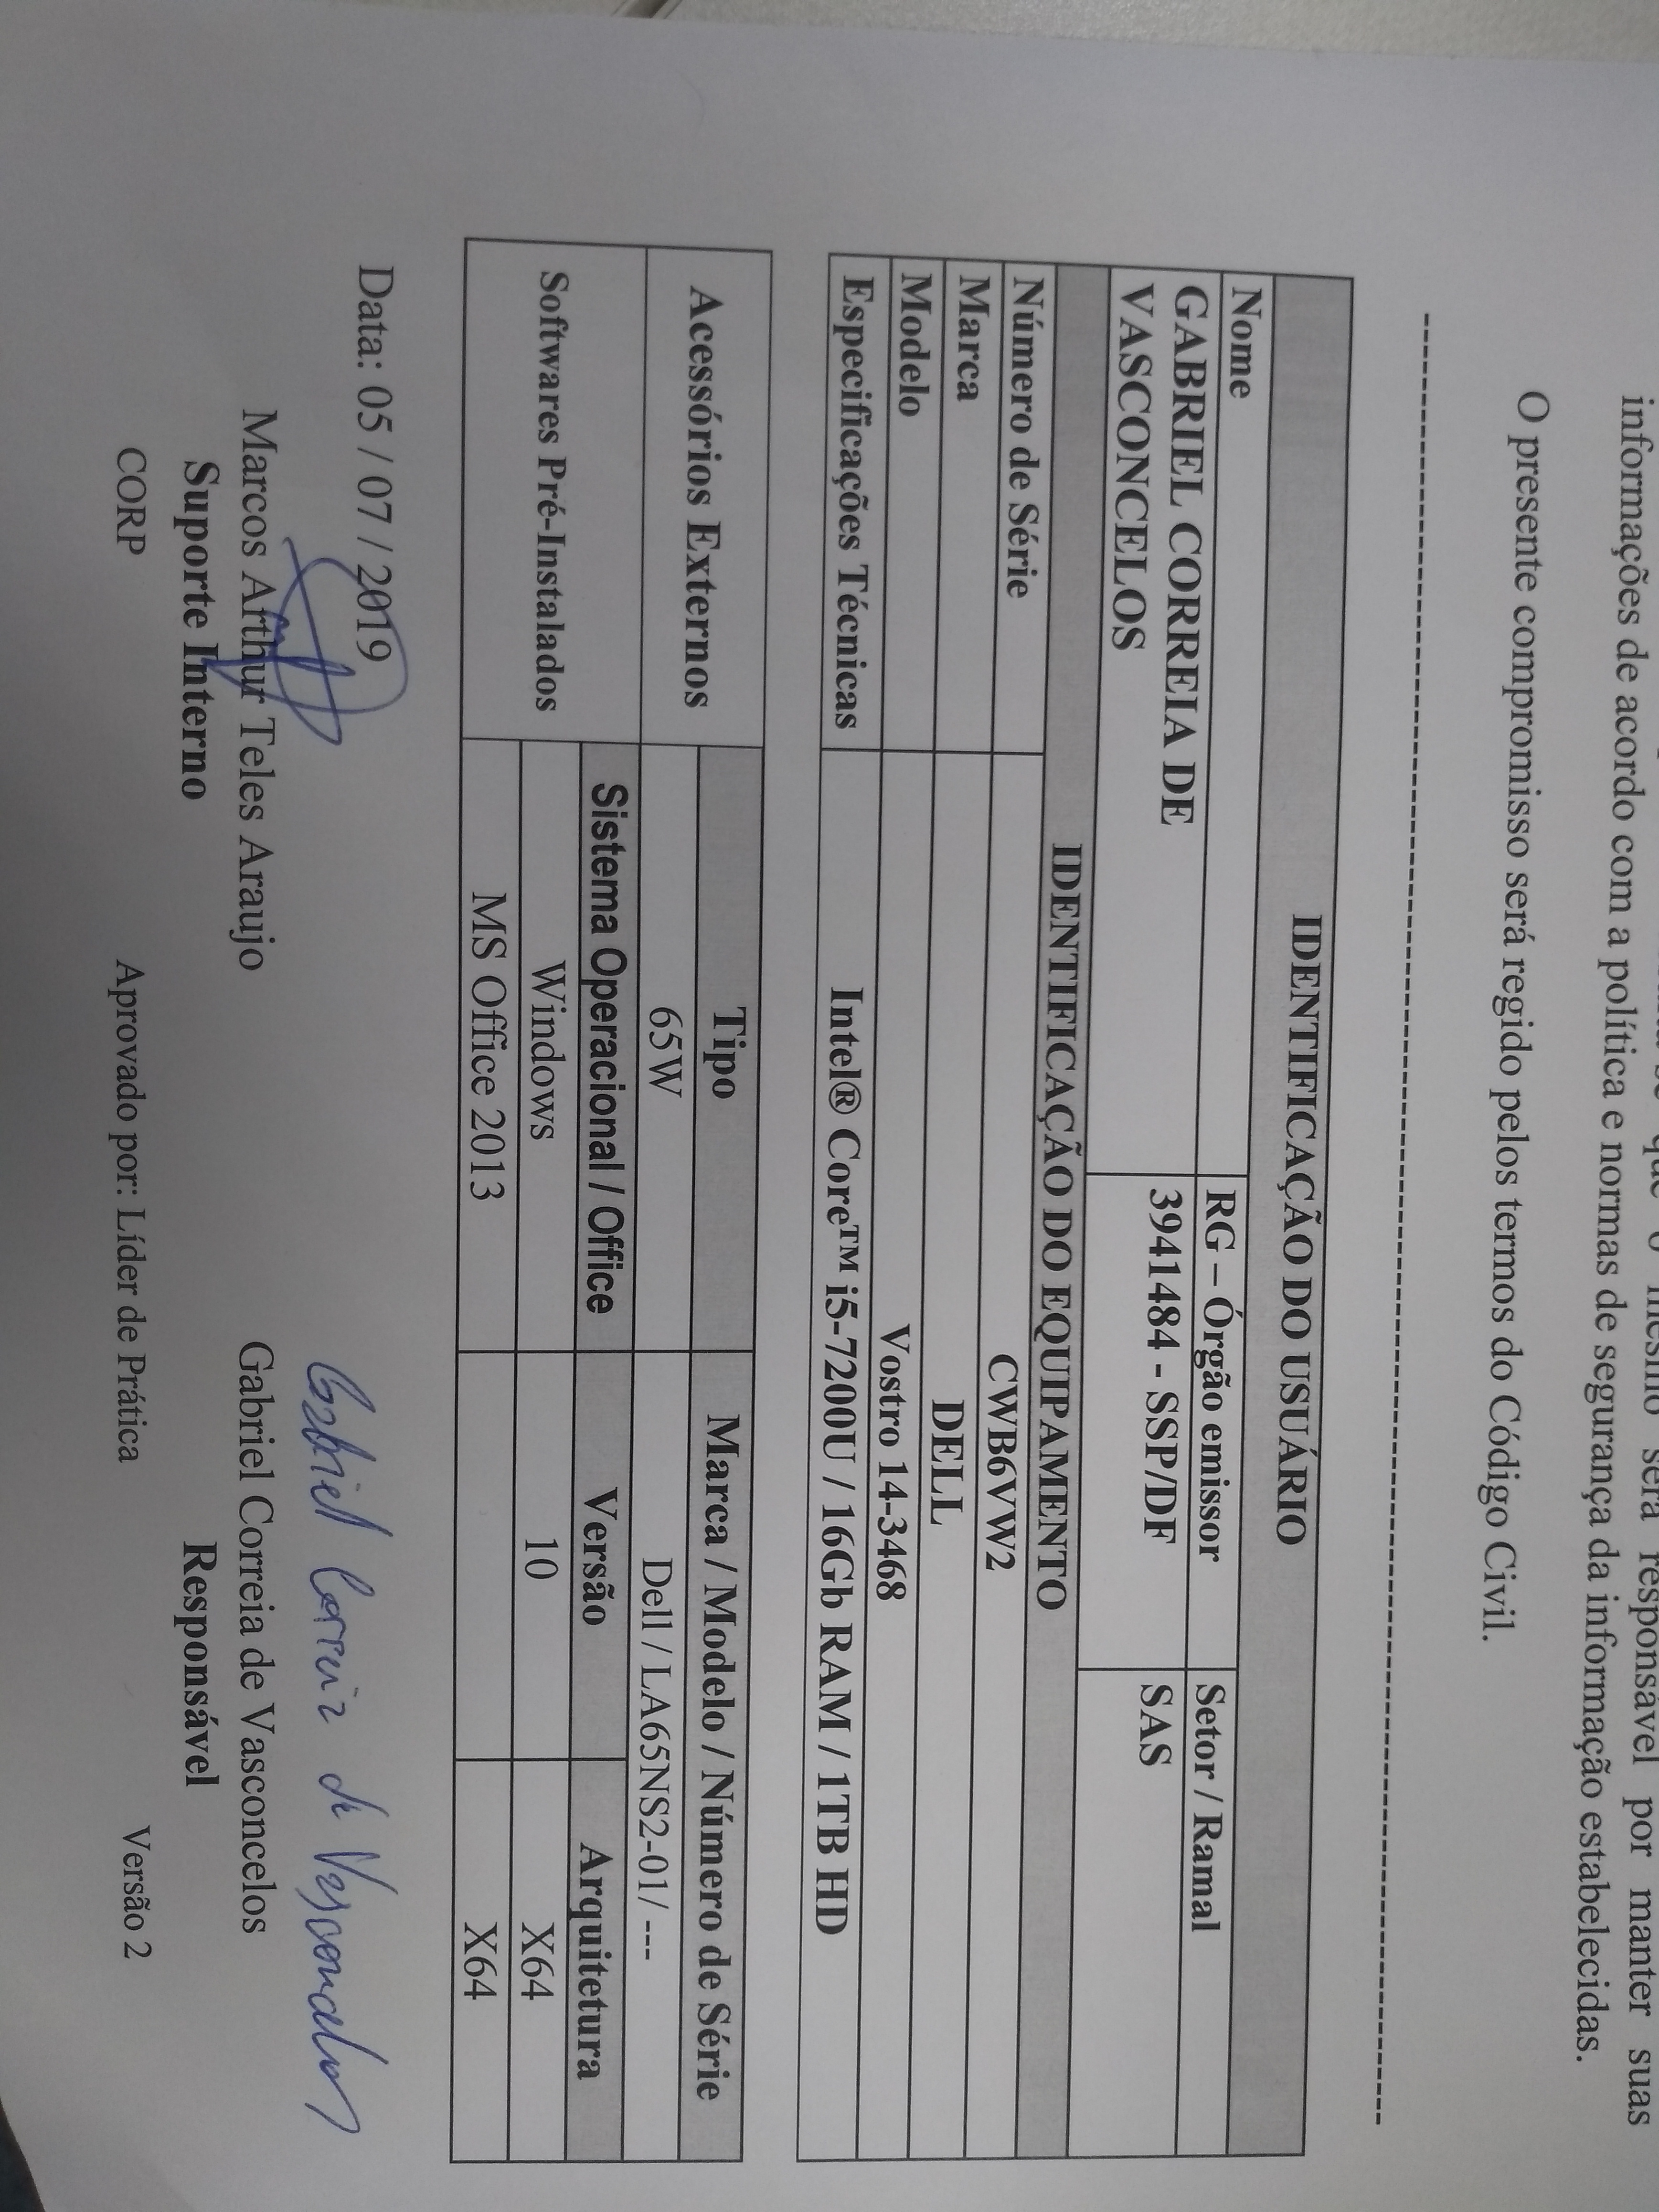 será responsável por manter suas
informações de acordo com a política e normas de segurança da informação estabelecidas.
O presente compromisso será regido pelos termos do Código Civil.
IDENTIFICAÇÃO DO USUÁRIO
Nome RG – Órgão emissor Setor / Ramal
GABRIEL CORREIA DE 3941484 - SSP/DF SAS
VASCONCELOS
IDENTIFICAÇÃO DO EQUIPAMENTO
Número de Série CWB6VW2
Marca DELL
Modelo Vostro 14-3468
Especificações Técnicas Intel® Core™ i5-7200U / 16Gb RAM / 1TB HD
Acessórios Externos Tipo Marca / Modelo / Número de Série
65W Dell / LA65NS2-01/ ---
Softwares Pré-Instalados Sistema Operacional / Office Versão Arquitetura
Windows 10 X64
MS Office 2013 X64
Data: 05 / 07 / 2019
Gabriel Correia de Vasconcelos
Marcos Arthur Teles Araujo Gabriel Correia de Vasconcelos
Suporte Interno Responsável
CORP Aprovado por: Líder de Prática Versão 2